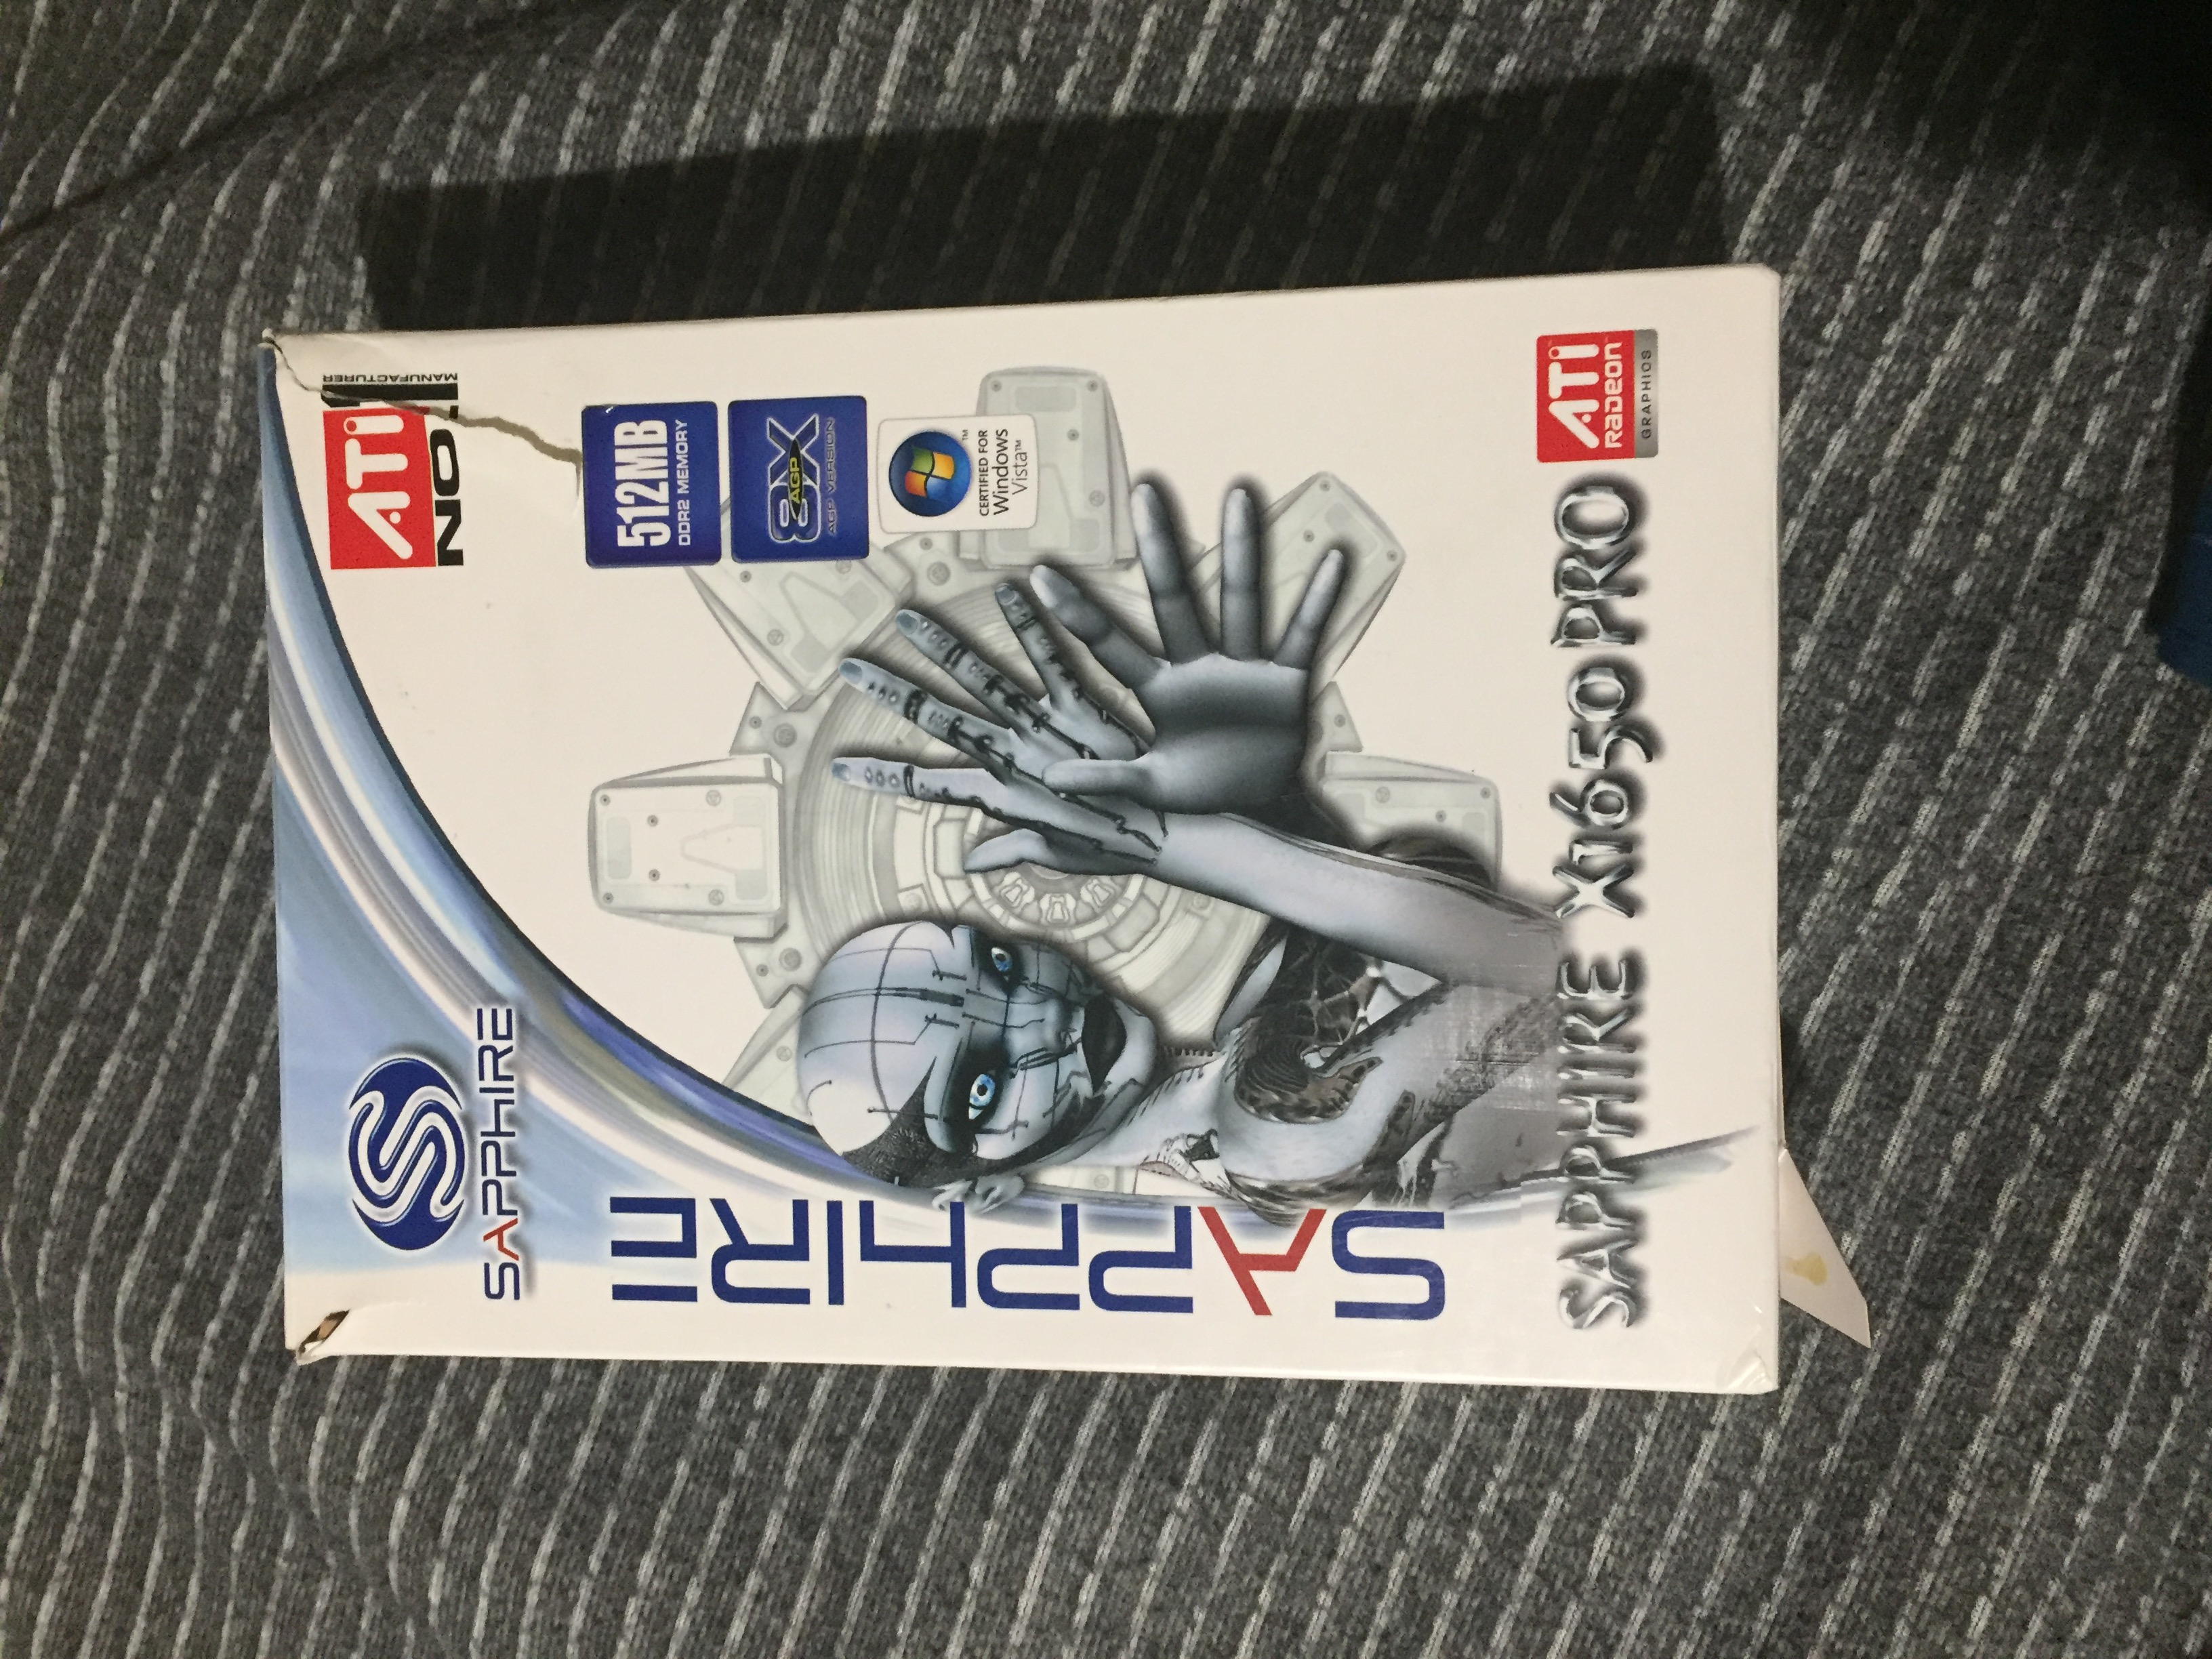 SAPPHIRE
ATI
NO.1
MANUFACTURER
512MB
DDR2 MEMORY
8X
AGP
AGP VERSION
CERTIFIED FOR
Windows
Vista™
SAPPHIRE
SAPPHIRE X1650 PRO
ATI
RADEON™
GRAPHICS